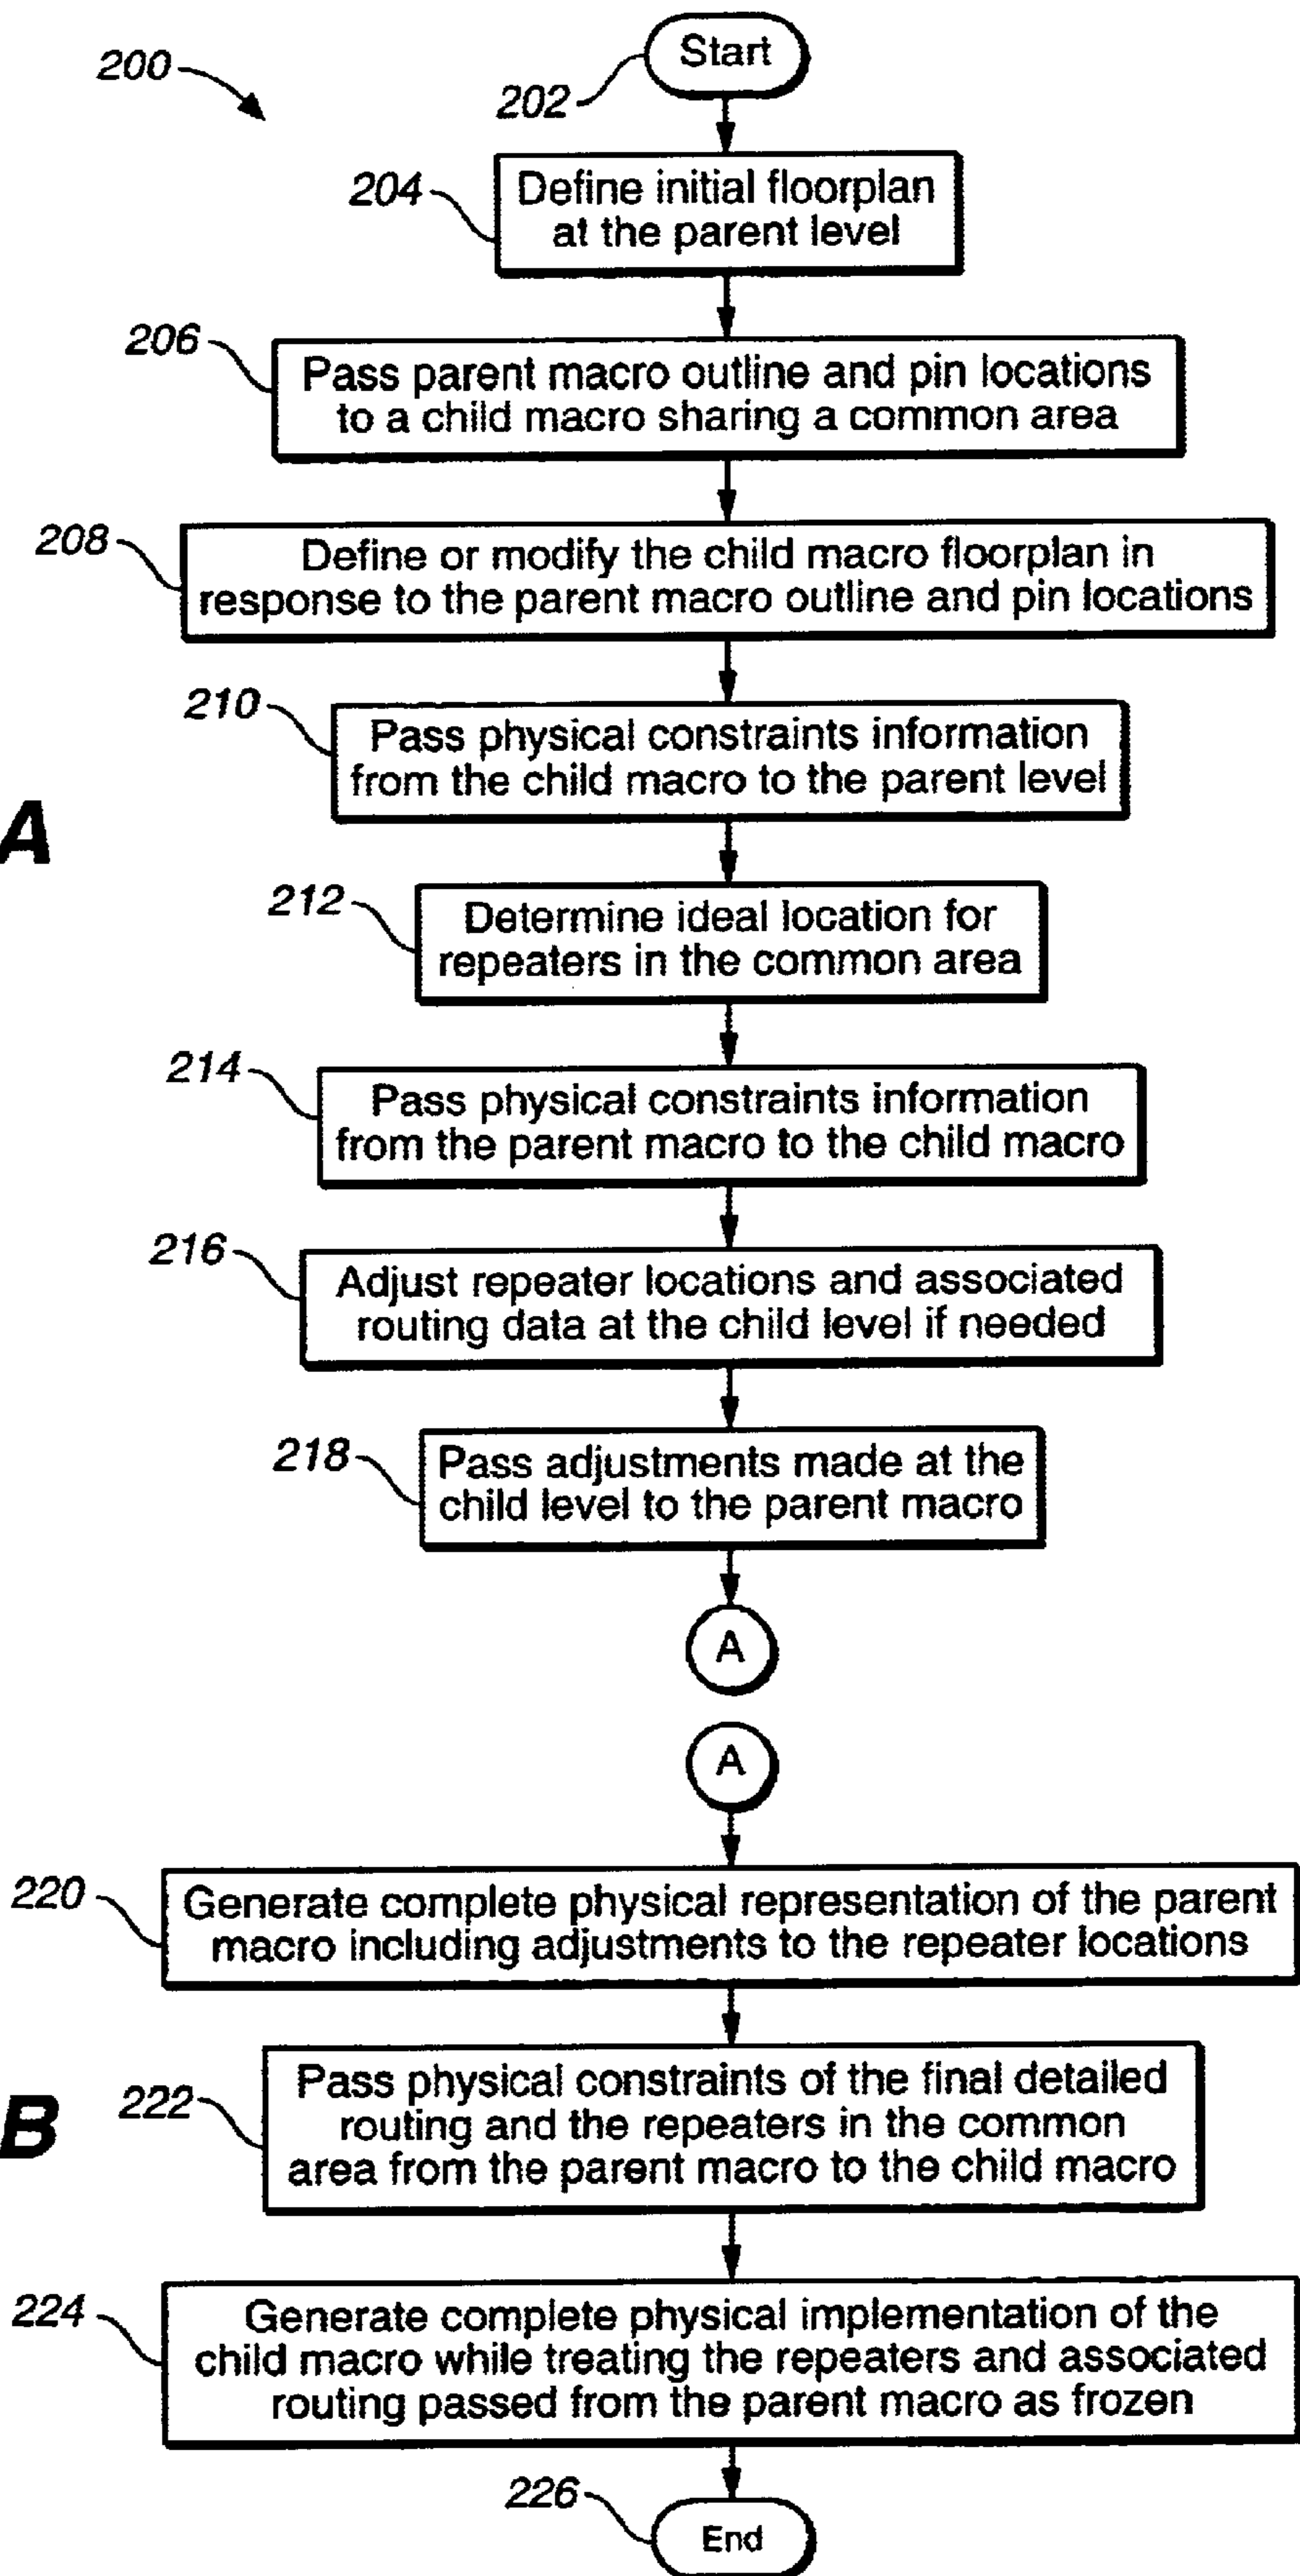 200
Start
202
204
Define initial floorplan
at the parent level
206
Pass parent macro outline and pin locations
to a child macro sharing a common area
208
Define or modify the child macro floorplan in
response to the parent macro outline and pin locations
210
Pass physical constraints information
from the child macro to the parent level
A
212
Determine ideal location for
repeaters in the common area
214
Pass physical constraints information
from the parent macro to the child macro
216
Adjust repeater locations and associated
routing data at the child level if needed
218
Pass adjustments made at the
child level to the parent macro
A
A
220
Generate complete physical representation of the parent
macro including adjustments to the repeater locations
B
222
Pass physical constraints of the final detailed
routing and the repeaters in the common
area from the parent macro to the child macro
224
Generate complete physical implementation of the
child macro while treating the repeaters and associated
routing passed from the parent macro as frozen
226
End